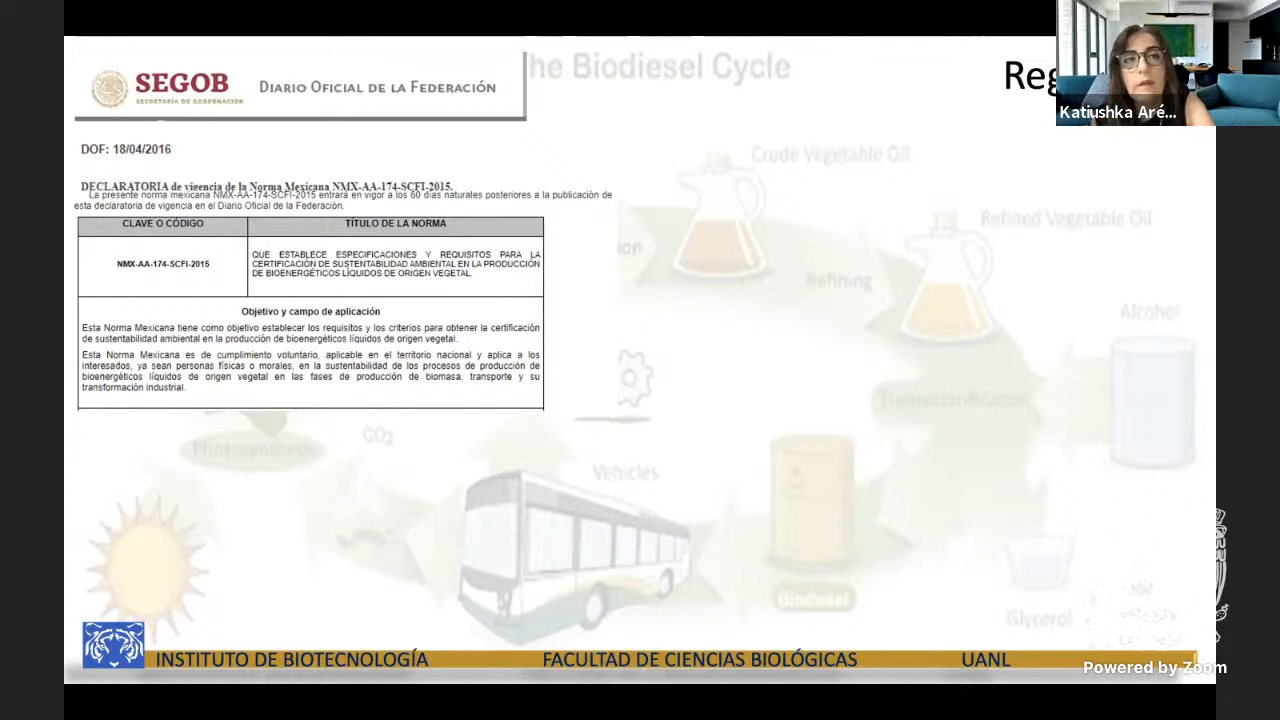 he Biodiesel Cycle
Reg
Katiushka Aré...
SEGOB
SECRETARÍA DE GOBERNACIÓN
DIARIO OFICIAL DE LA FEDERACIÓN
DOF: 18/04/2016
DECLARATORIA de vigencia de la Norma Mexicana NMX-AA-174-SCFI-2015.
La presente norma mexicana NMX-AA-174-SCFI-2015 entrará en vigor a los 60 días naturales posteriores a la publicación de
esta declaratoria de vigencia en el Diario Oficial de la Federación.
CLAVE O CÓDIGO
TÍTULO DE LA NORMA
NMX-AA-174-SCFI-2015
QUE ESTABLECE ESPECIFICACIONES Y REQUISITOS PARA LA
CERTIFICACIÓN DE SUSTENTABILIDAD AMBIENTAL EN LA PRODUCCIÓN
DE BIOENERGÉTICOS LÍQUIDOS DE ORIGEN VEGETAL.
Objetivo y campo de aplicación
Esta Norma Mexicana tiene como objetivo establecer los requisitos y los criterios para obtener la certificación
de sustentabilidad ambiental en la producción de bioenergéticos líquidos de origen vegetal.
Esta Norma Mexicana es de cumplimiento voluntario, aplicable en el territorio nacional y aplica a los
interesados, ya sean personas físicas o morales, en la sustentabilidad de los procesos de producción de
bioenergéticos líquidos de origen vegetal en las fases de producción de biomasa, transporte y su
transformación industrial.
Crude Vegetable Oil
Refined Vegetable Oil
ion
Refining
Alcohol
Transesterification
Photosynthesis
CO2
Vehicles
Biodiesel
Glycerol
INSTITUTO DE BIOTECNOLOGÍA
FACULTAD DE CIENCIAS BIOLÓGICAS
UANL
Powered by Zoom